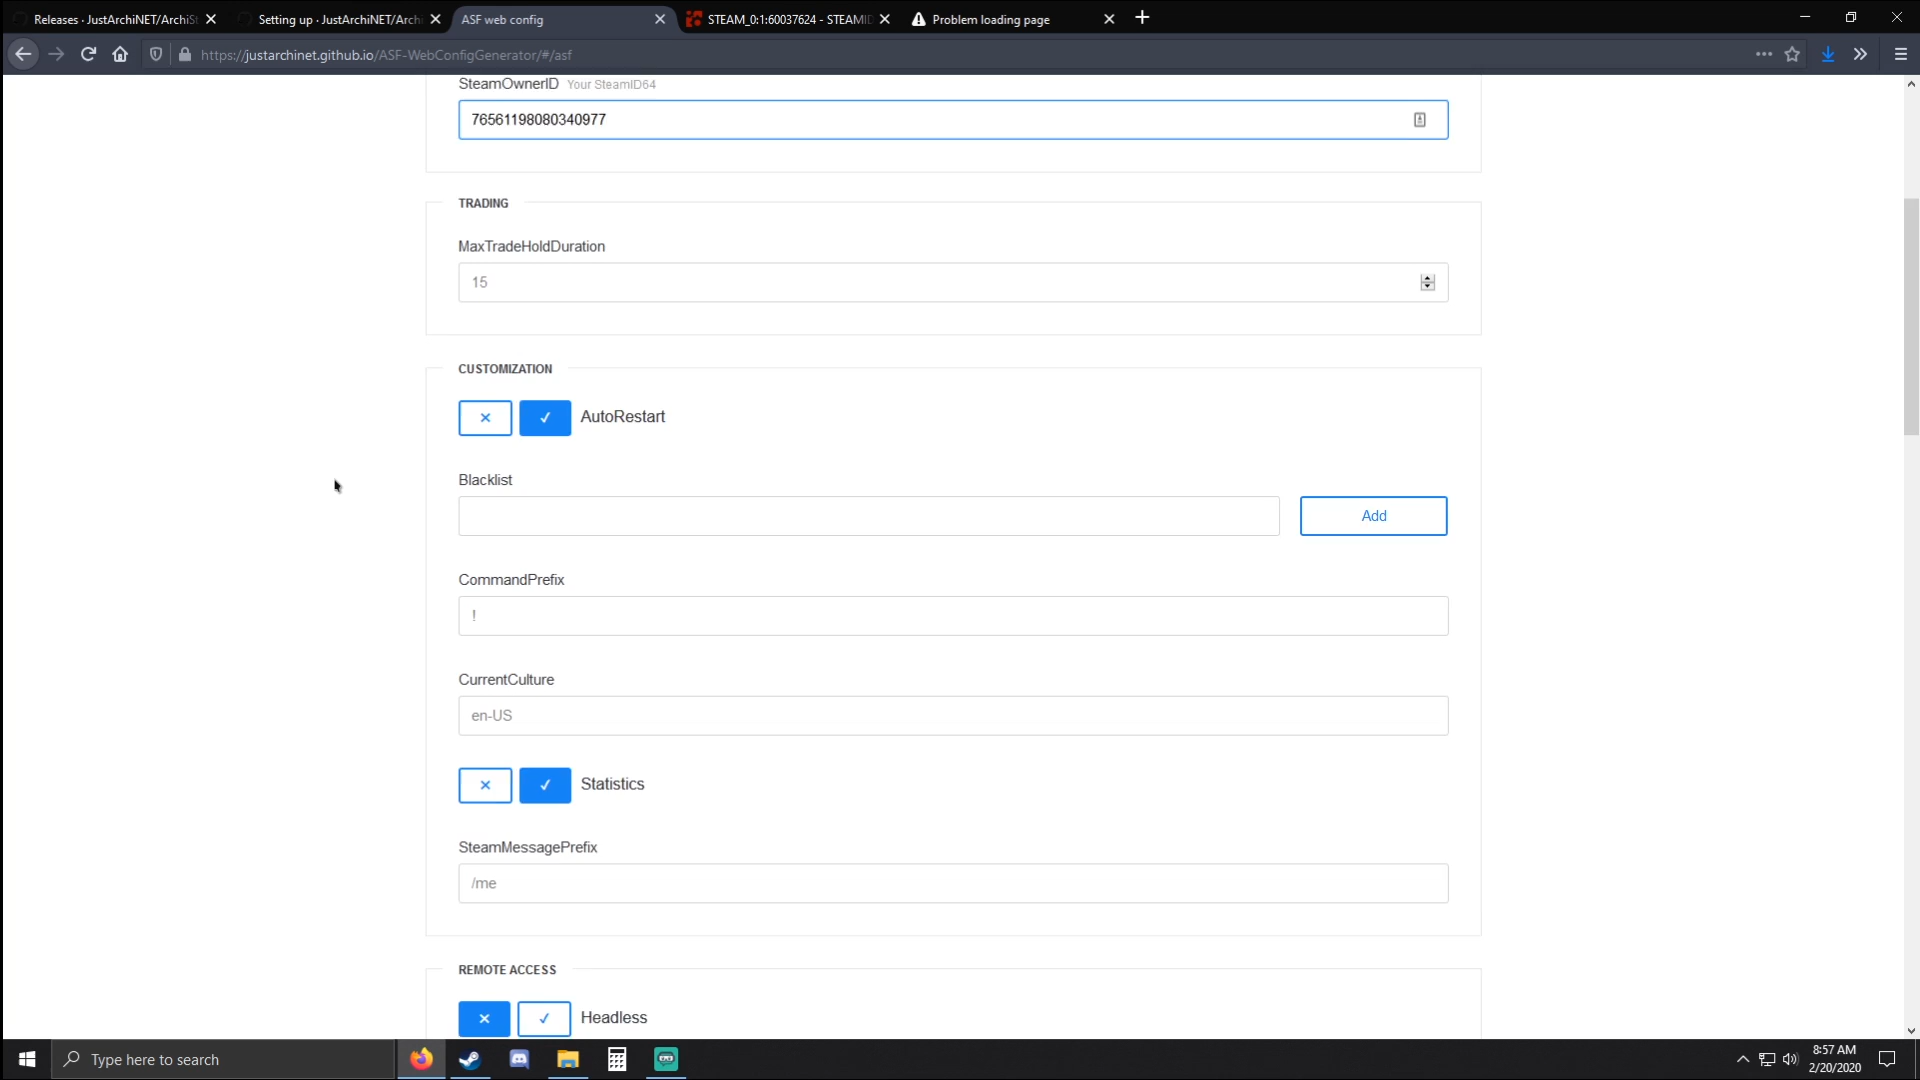 Releases · JustArchiNET/ArchiSt
Setting up · JustArchiNET/Archi
ASF web config
STEAM_0:1:60037624 - STEAMID
Problem loading page
https://justarchinet.github.io/ASF-WebConfigGenerator/#/asf
SteamOwnerID Your SteamID64
76561198080340977
TRADING
MaxTradeHoldDuration
15
CUSTOMIZATION
AutoRestart
Blacklist
Add
CommandPrefix
!
CurrentCulture
en-US
Statistics
SteamMessagePrefix
/me
REMOTE ACCESS
Headless
Type here to search
8:57 AM
2/20/2020